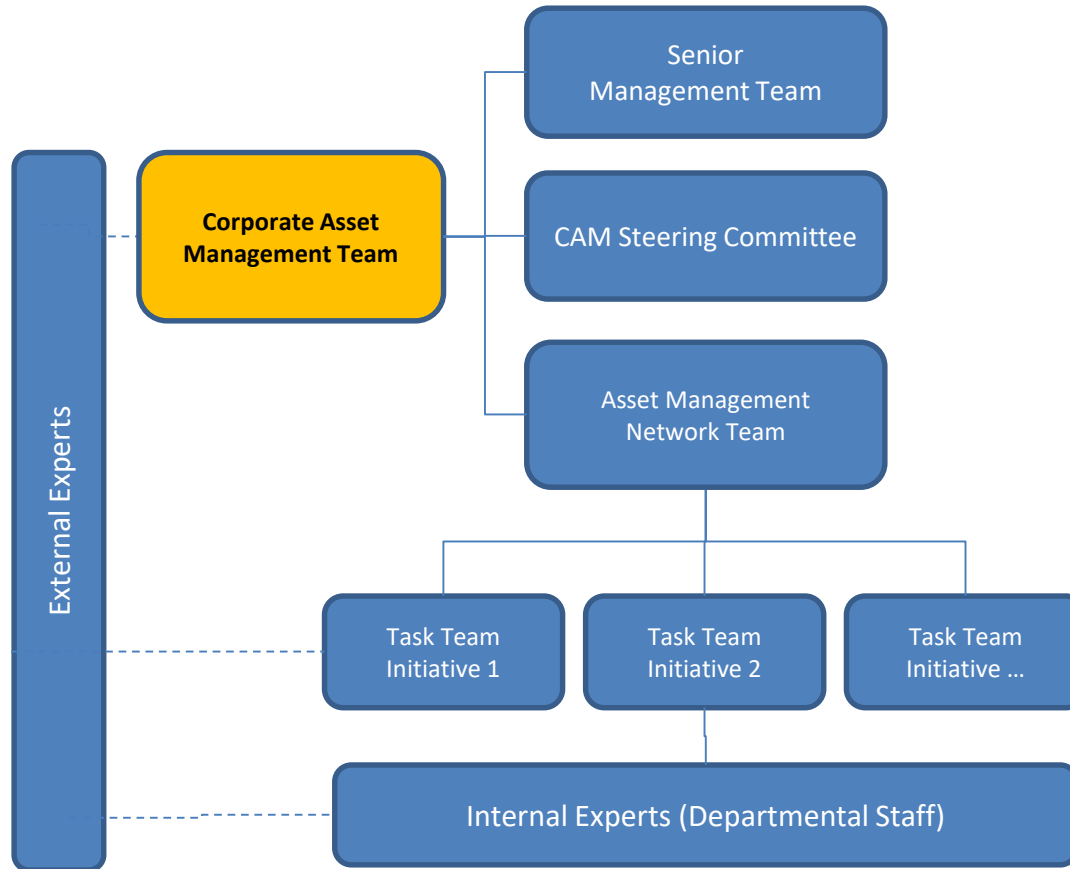 Senior
Management Team
Corporate Asset
Management Team
CAM Steering Committee
Asset Management
Network Team
External Experts
Task Team
Initiative 1
Task Team
Initiative 2
Task Team
Initiative …
Internal Experts (Departmental Staff)